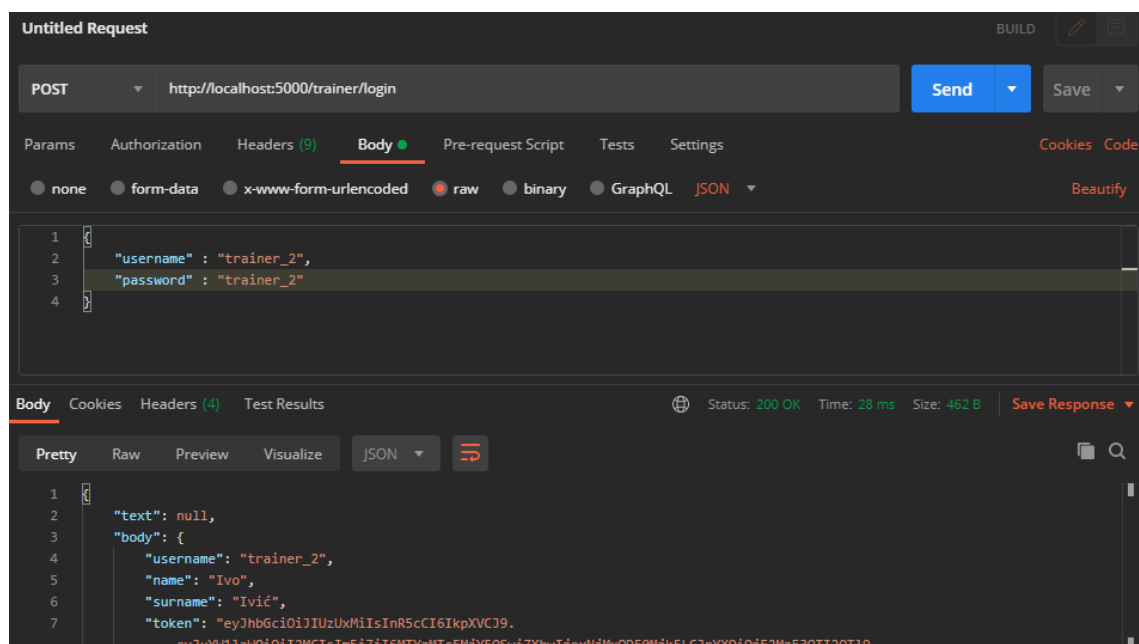 Untitled Request BUILD
POST http://localhost:5000/trainer/login Send Save
Params Authorization Headers (9) Body Pre-request Script Tests Settings Cookies Code
none form-data x-www-form-urlencoded raw binary GraphQL JSON Beautify
1 {
2 "username" : "trainer_2",
3 "password" : "trainer_2"
4 }
Body Cookies Headers (4) Test Results Status: 200 OK Time: 28 ms Size: 462 B Save Response
Pretty Raw Preview Visualize JSON
1 {
2 "text": null,
3 "body": {
4 "username": "trainer_2",
5 "name": "Ivo",
6 "surname": "Ivić",
7 "token": "eyJhbGciOiJIUzUxMiIsInR5cCI6IkpXVCJ9.